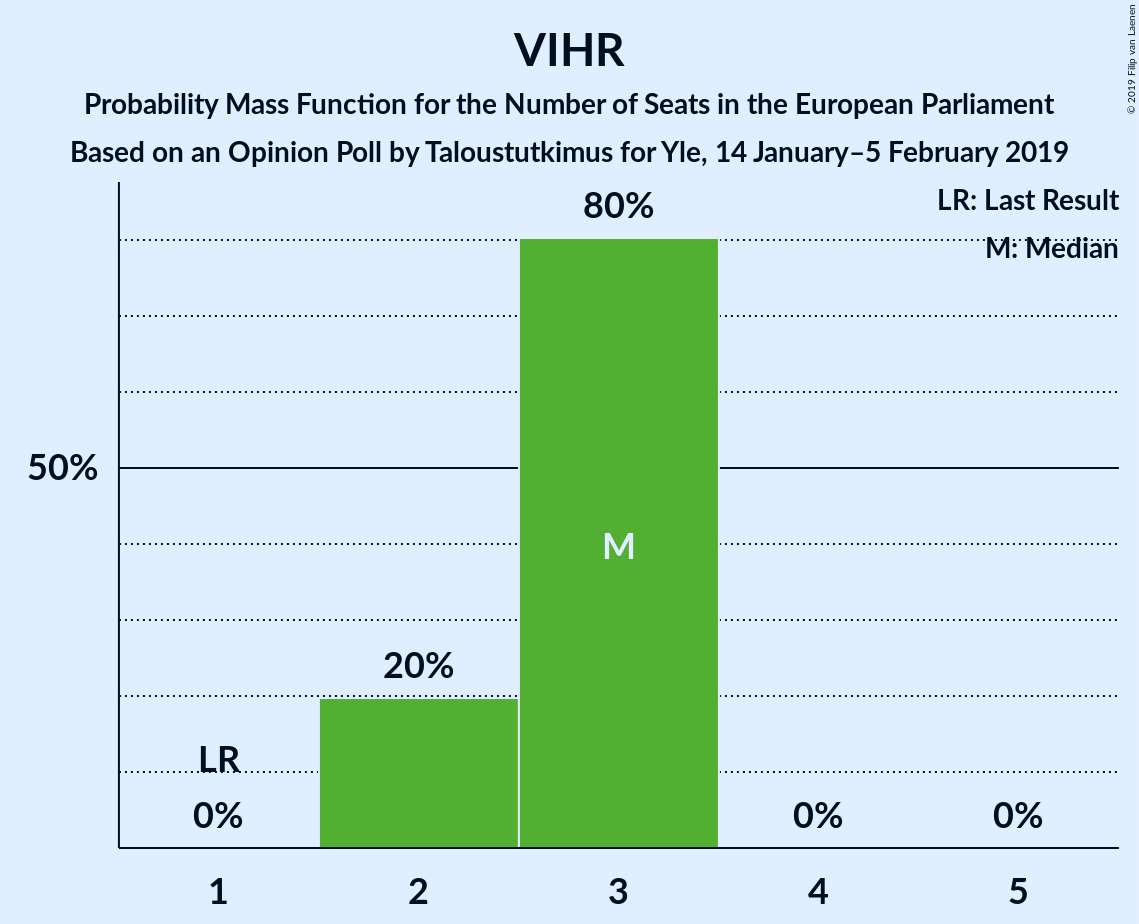 VIHR
Probability Mass Function for the Number of Seats in the European Parliament
Based on an Opinion Poll by Taloustutkimus for Yle, 14 January–5 February 2019
© 2019 Filip van Laenen
LR: Last Result
M: Median
80%
50%
M
20%
LR
0%
0%
0%
1
2
3
4
5